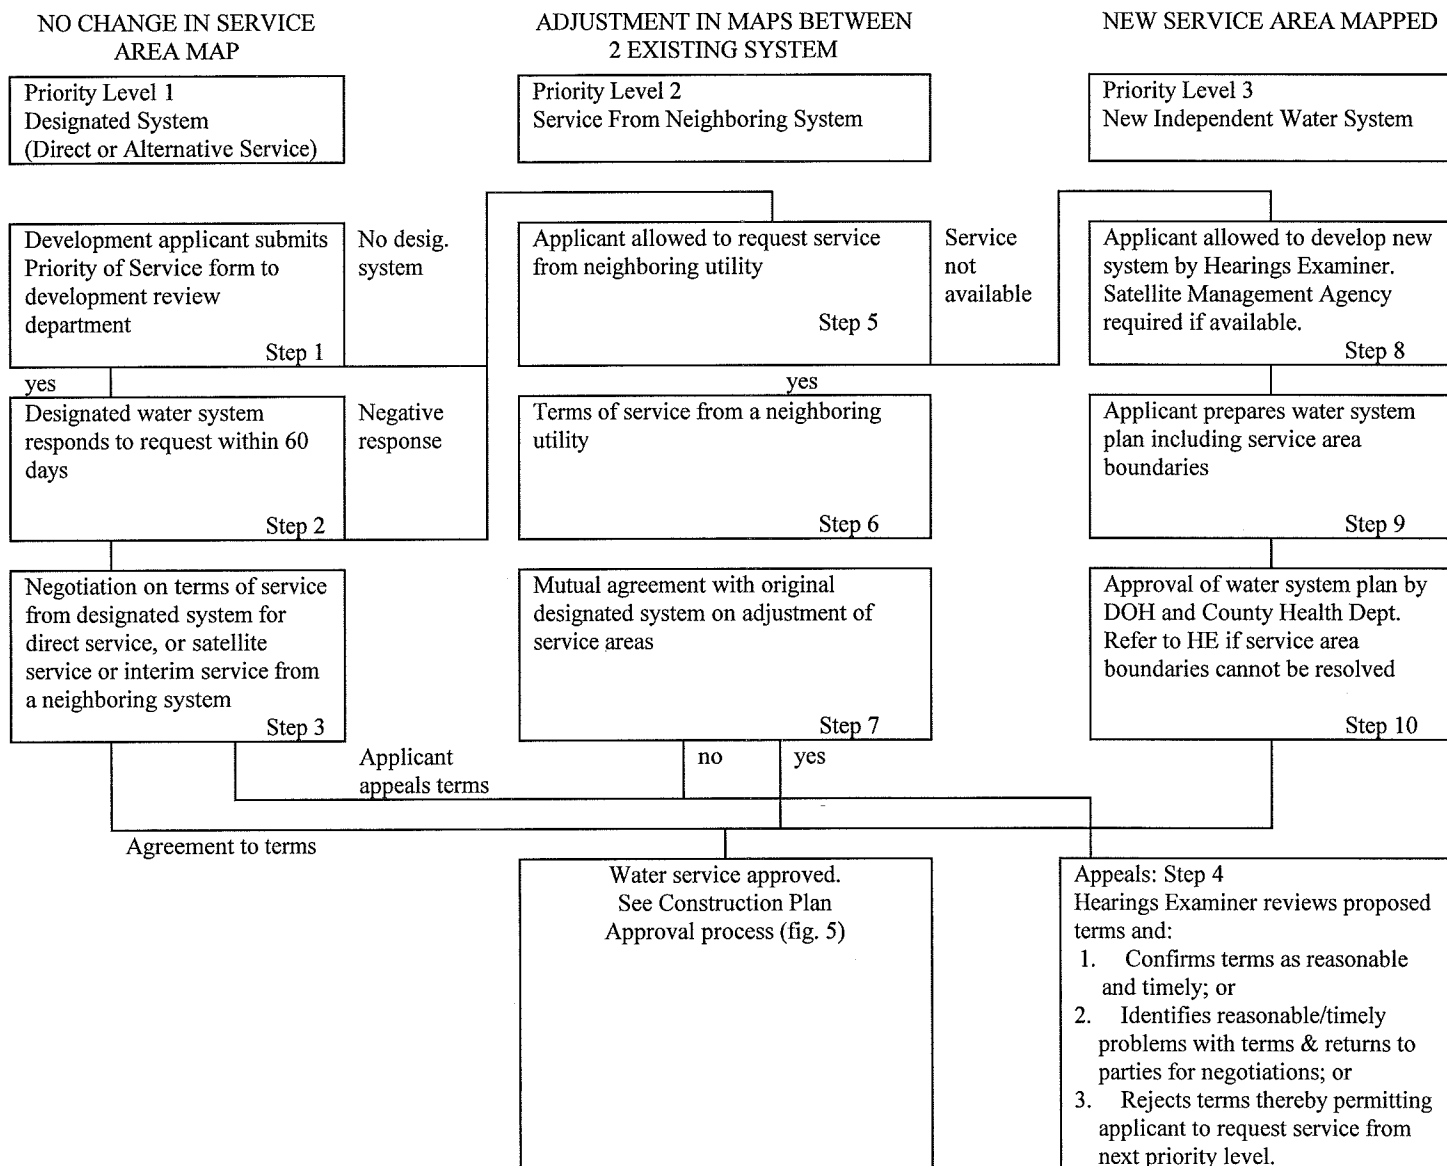 NO CHANGE IN SERVICE
AREA MAP
ADJUSTMENT IN MAPS BETWEEN
2 EXISTING SYSTEM
NEW SERVICE AREA MAPPED
Priority Level 1
Designated System
(Direct or Alternative Service)
Priority Level 2
Service From Neighboring System
Priority Level 3
New Independent Water System
Development applicant submits
Priority of Service form to
development review
department
Step 1
No desig.
system
Applicant allowed to request service
from neighboring utility
Step 5
Service
not
available
Applicant allowed to develop new
system by Hearings Examiner.
Satellite Management Agency
required if available.
Step 8
yes
yes
Designated water system
responds to request within 60
days
Step 2
Negative
response
Terms of service from a neighboring
utility
Step 6
Applicant prepares water system
plan including service area
boundaries
Step 9
Negotiation on terms of service
from designated system for
direct service, or satellite
service or interim service from
a neighboring system
Step 3
Mutual agreement with original
designated system on adjustment of
service areas
Step 7
Approval of water system plan by
DOH and County Health Dept.
Refer to HE if service area
boundaries cannot be resolved
Step 10
Applicant
appeals terms
no
yes
Agreement to terms
Water service approved.
See Construction Plan
Approval process (fig. 5)
Appeals: Step 4
Hearings Examiner reviews proposed
terms and:
1. Confirms terms as reasonable
and timely; or
2. Identifies reasonable/timely
problems with terms & returns to
parties for negotiations; or
3. Rejects terms thereby permitting
applicant to request service from
next priority level.